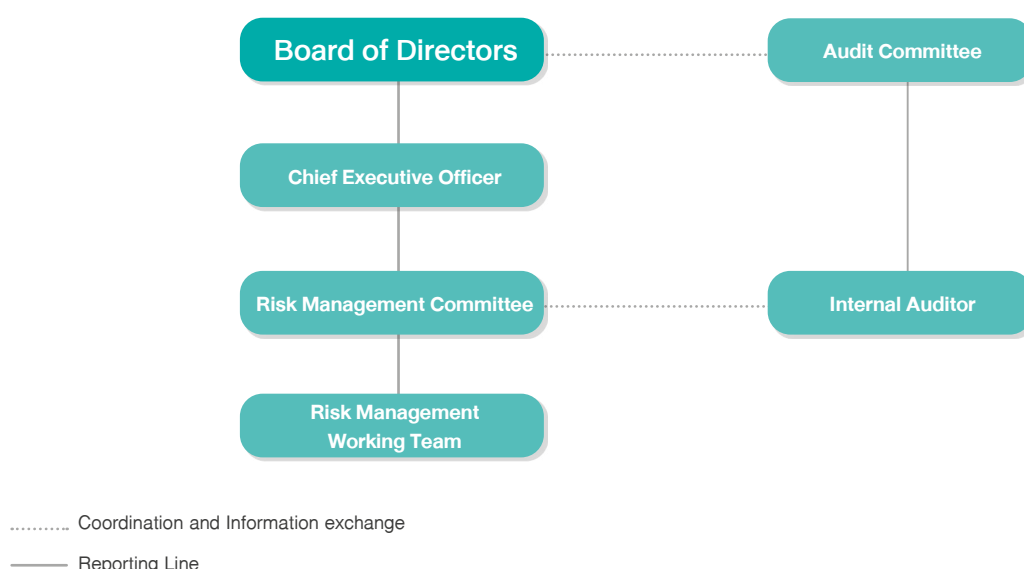 Board of Directors
Audit Committee
Chief Executive Officer
Risk Management Committee
Internal Auditor
Risk Management
Working Team
Coordination and Information exchange
Reporting Line